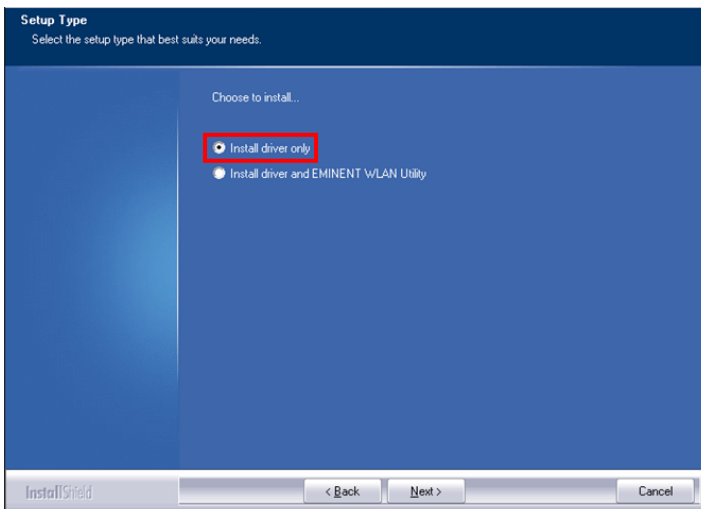 Setup Type
Select the setup type that best suits your needs.
Choose to install...
Install driver only
Install driver and EMINENT WLAN Utility
InstallShield
< Back
Next >
Cancel